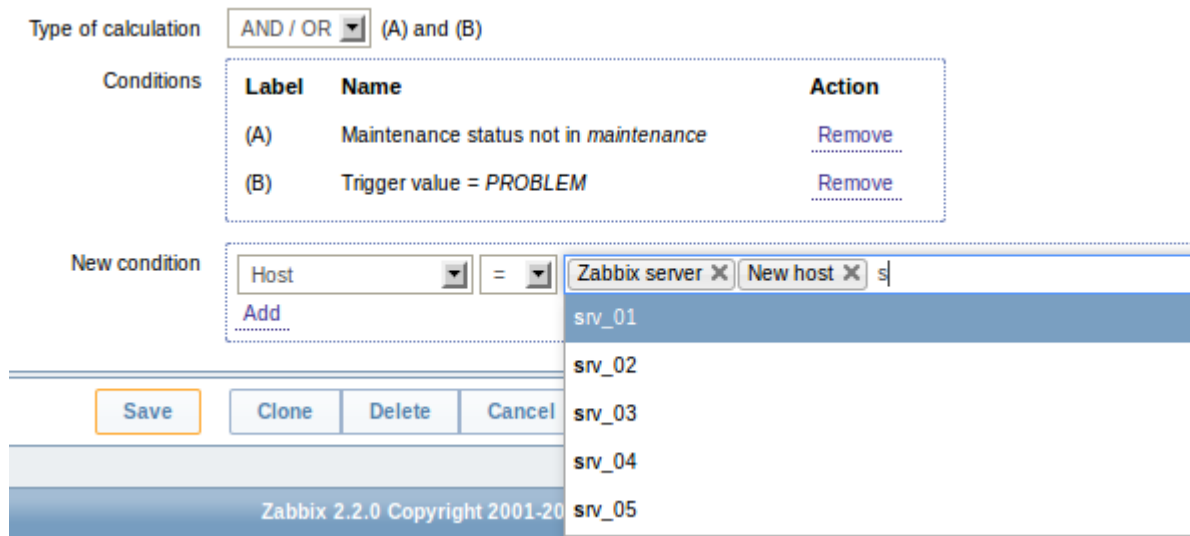 Type of calculation AND / OR (A) and (B)
Conditions Label Name Action
(A) Maintenance status not in maintenance Remove
(B) Trigger value = PROBLEM Remove
New condition Host = Zabbix server New host s
Add
srv_01
srv_02
srv_03
srv_04
srv_05
Save Clone Delete Cancel
Zabbix 2.2.0 Copyright 2001-20